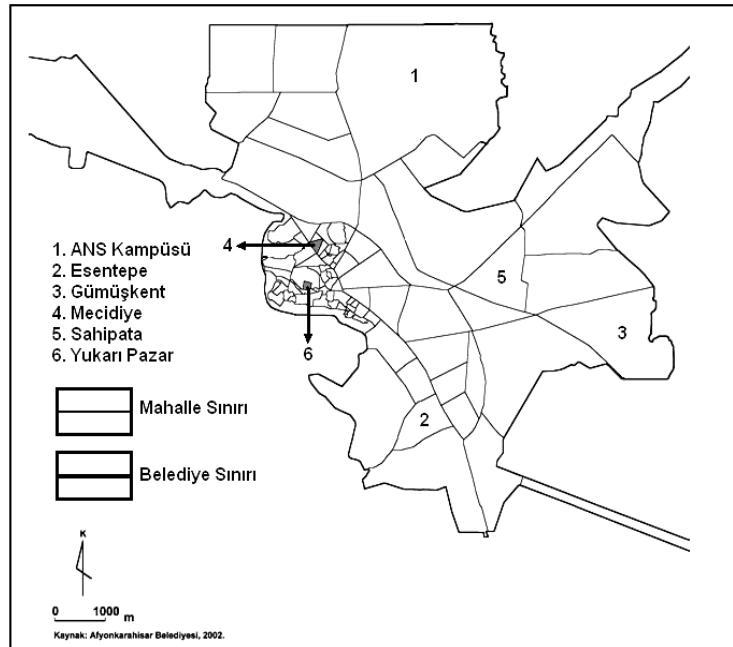 1
1. ANS Kampüsü
2. Esentepe
3. Gümüşkent
4. Mecidiye
5. Sahipata
6. Yukarı Pazar
4
5
3
6
2
Mahalle Sınırı
Belediye Sınırı
K
0 1000 m
Kaynak: Afyonkarahisar Belediyesi, 2002.